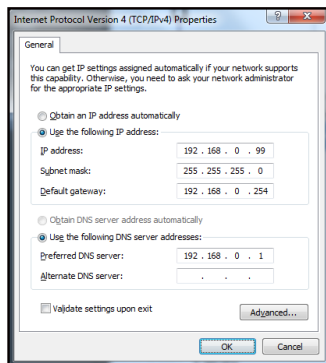 Internet Protocol Version 4 (TCP/IPv4) Properties
General
You can get IP settings assigned automatically if your network supports
this capability. Otherwise, you need to ask your network administrator
for the appropriate IP settings.
Obtain an IP address automatically
Use the following IP address:
IP address: 192 . 168 . 0 . 99
Subnet mask: 255 . 255 . 255 . 0
Default gateway: 192 . 168 . 0 . 254
Obtain DNS server address automatically
Use the following DNS server addresses:
Preferred DNS server: 192 . 168 . 0 . 1
Alternate DNS server: . . .
Validate settings upon exit
Advanced...
OK Cancel